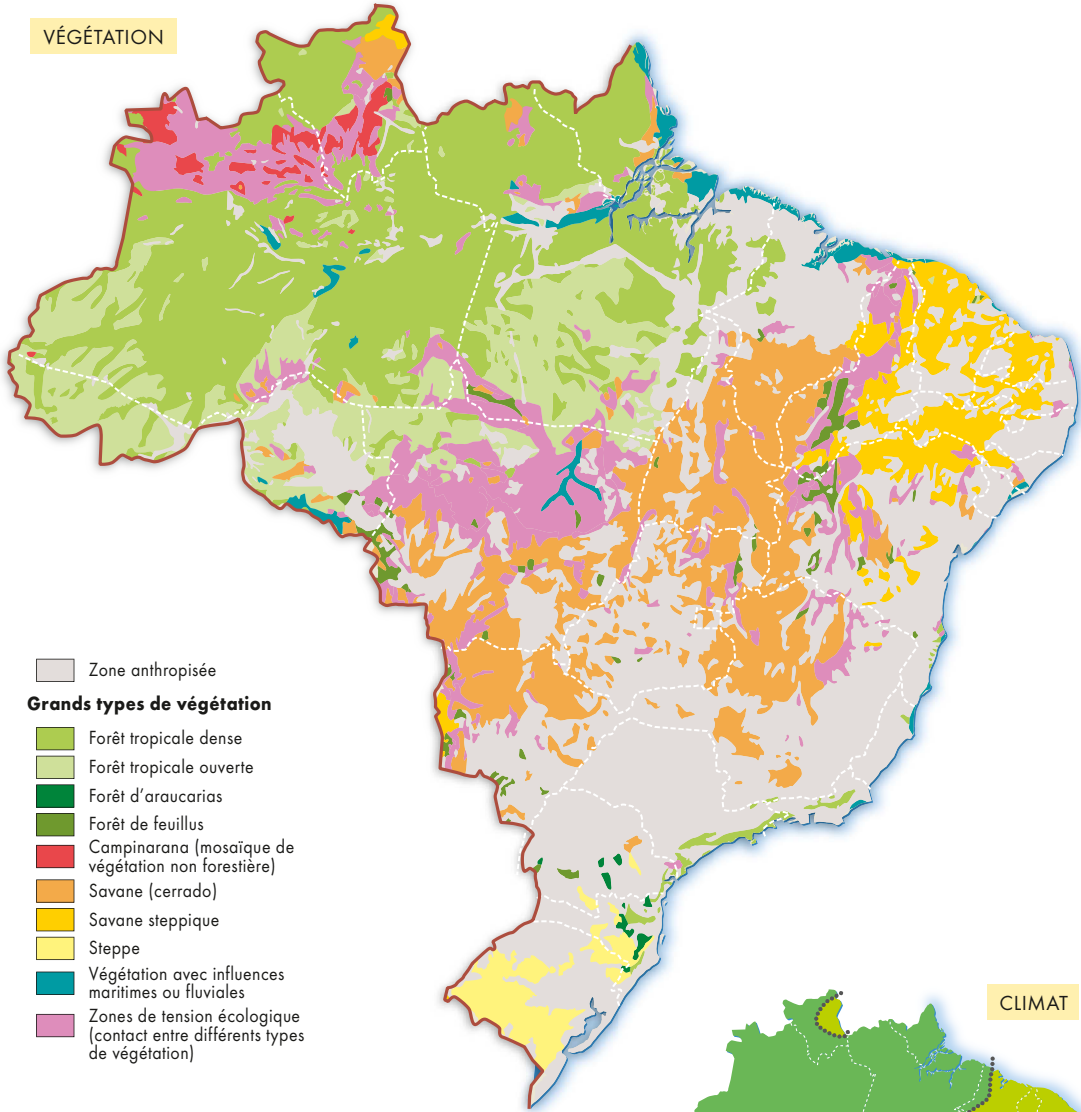 VÉGÉTATION
Zone anthropisée
Grands types de végétation
Forêt tropicale dense
Forêt tropicale ouverte
Forêt d'araucarias
Forêt de feuillus
Campinarana (mosaïque de
végétation non forestière)
Savane (cerrado)
Savane steppique
Steppe
Végétation avec influences
maritimes ou fluviales
Zones de tension écologique
(contact entre différents types
de végétation)
CLIMAT